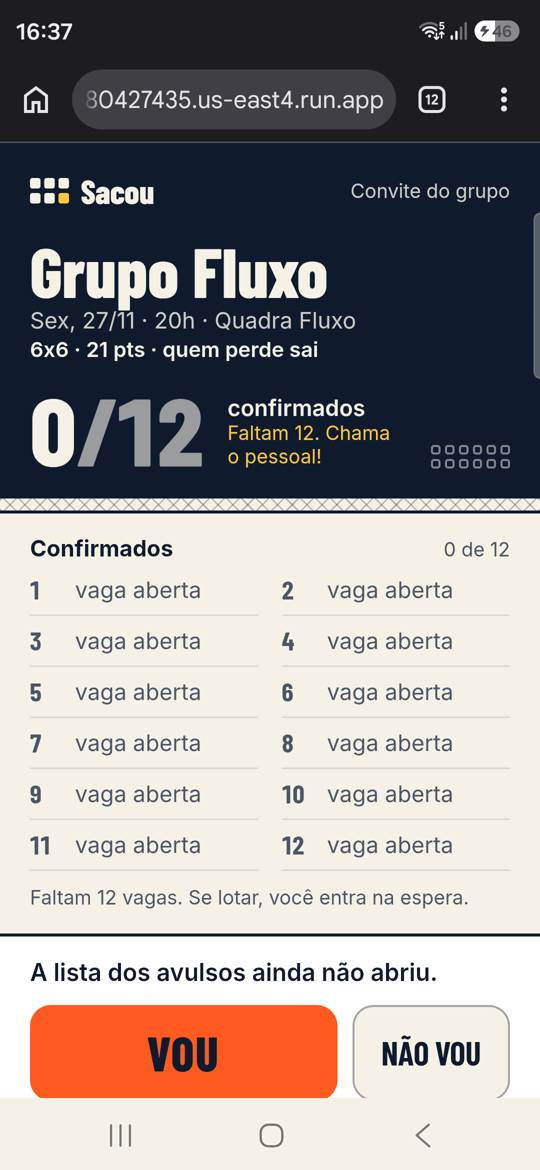 16:37
5
46
80427435.us-east4.run.app
12
Sacou
Convite do grupo
Grupo Fluxo
Sex, 27/11 · 20h · Quadra Fluxo
6x6 · 21 pts · quem perde sai
0/12
confirmados
Faltam 12. Chama
o pessoal!
Confirmados
0 de 12
1 vaga aberta
2 vaga aberta
3 vaga aberta
4 vaga aberta
5 vaga aberta
6 vaga aberta
7 vaga aberta
8 vaga aberta
9 vaga aberta
10 vaga aberta
11 vaga aberta
12 vaga aberta
Faltam 12 vagas. Se lotar, você entra na espera.
A lista dos avulsos ainda não abriu.
VOU
NÃO VOU